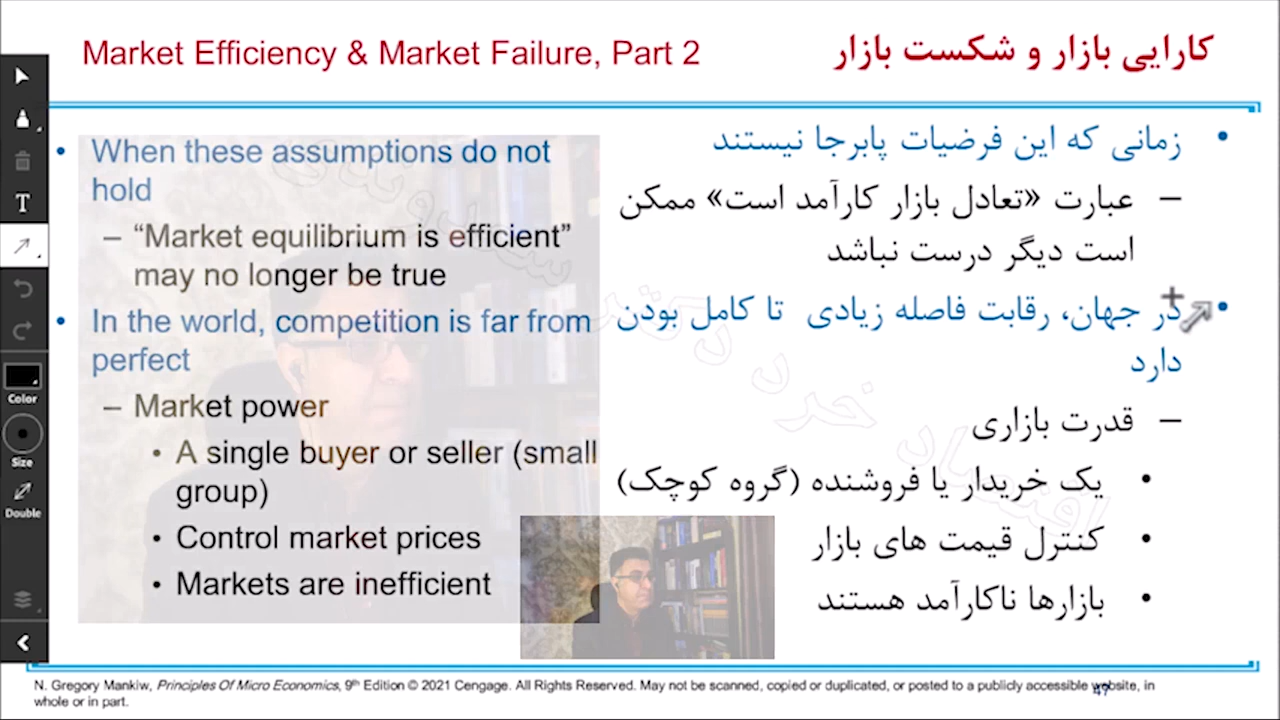 Market Efficiency & Market Failure, Part 2
کارایی بازار و شکست بازار
• When these assumptions do not
hold
– “Market equilibrium is efficient”
may no longer be true
• In the world, competition is far from
perfect
– Market power
• A single buyer or seller (small
group)
• Control market prices
• Markets are inefficient
• زمانی که این فرضیات پابرجا نیستند
– عبارت «تعادل بازار کارآمد است» ممکن
است دیگر درست نباشد
• در جهان، رقابت فاصله زیادی تا کامل بودن
دارد
– قدرت بازاری
• یک خریدار یا فروشنده (گروه کوچک)
• کنترل قیمت های بازار
• بازارها ناکارآمد هستند
T
Color
Size
Double
N. Gregory Mankiw, Principles Of Micro Economics, 9th Edition © 2021 Cengage. All Rights Reserved. May not be scanned, copied or duplicated, or posted to a publicly accessible website, in
whole or in part.
47
اقتصاد خرد دکتر